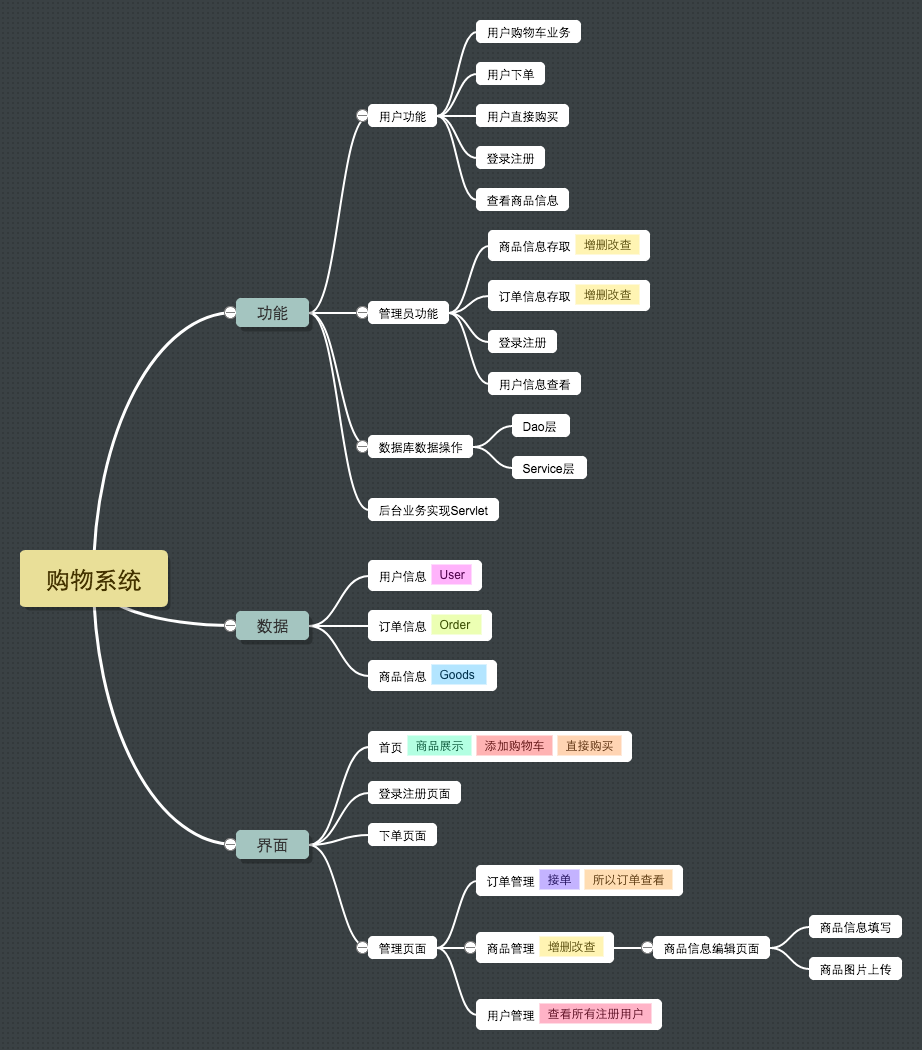 用户购物车业务
用户下单
用户功能
用户直接购买
登录注册
查看商品信息
商品信息存取 增删改查
功能
管理员功能
订单信息存取 增删改查
登录注册
用户信息查看
数据库数据操作
Dao层
Service层
后台业务实现Servlet
购物系统
用户信息 User
数据
订单信息 Order
商品信息 Goods
首页 商品展示 添加购物车 直接购买
登录注册页面
界面
下单页面
订单管理 接单 所以订单查看
管理页面
商品管理 增删改查
商品信息编辑页面
商品信息填写
商品图片上传
用户管理 查看所有注册用户